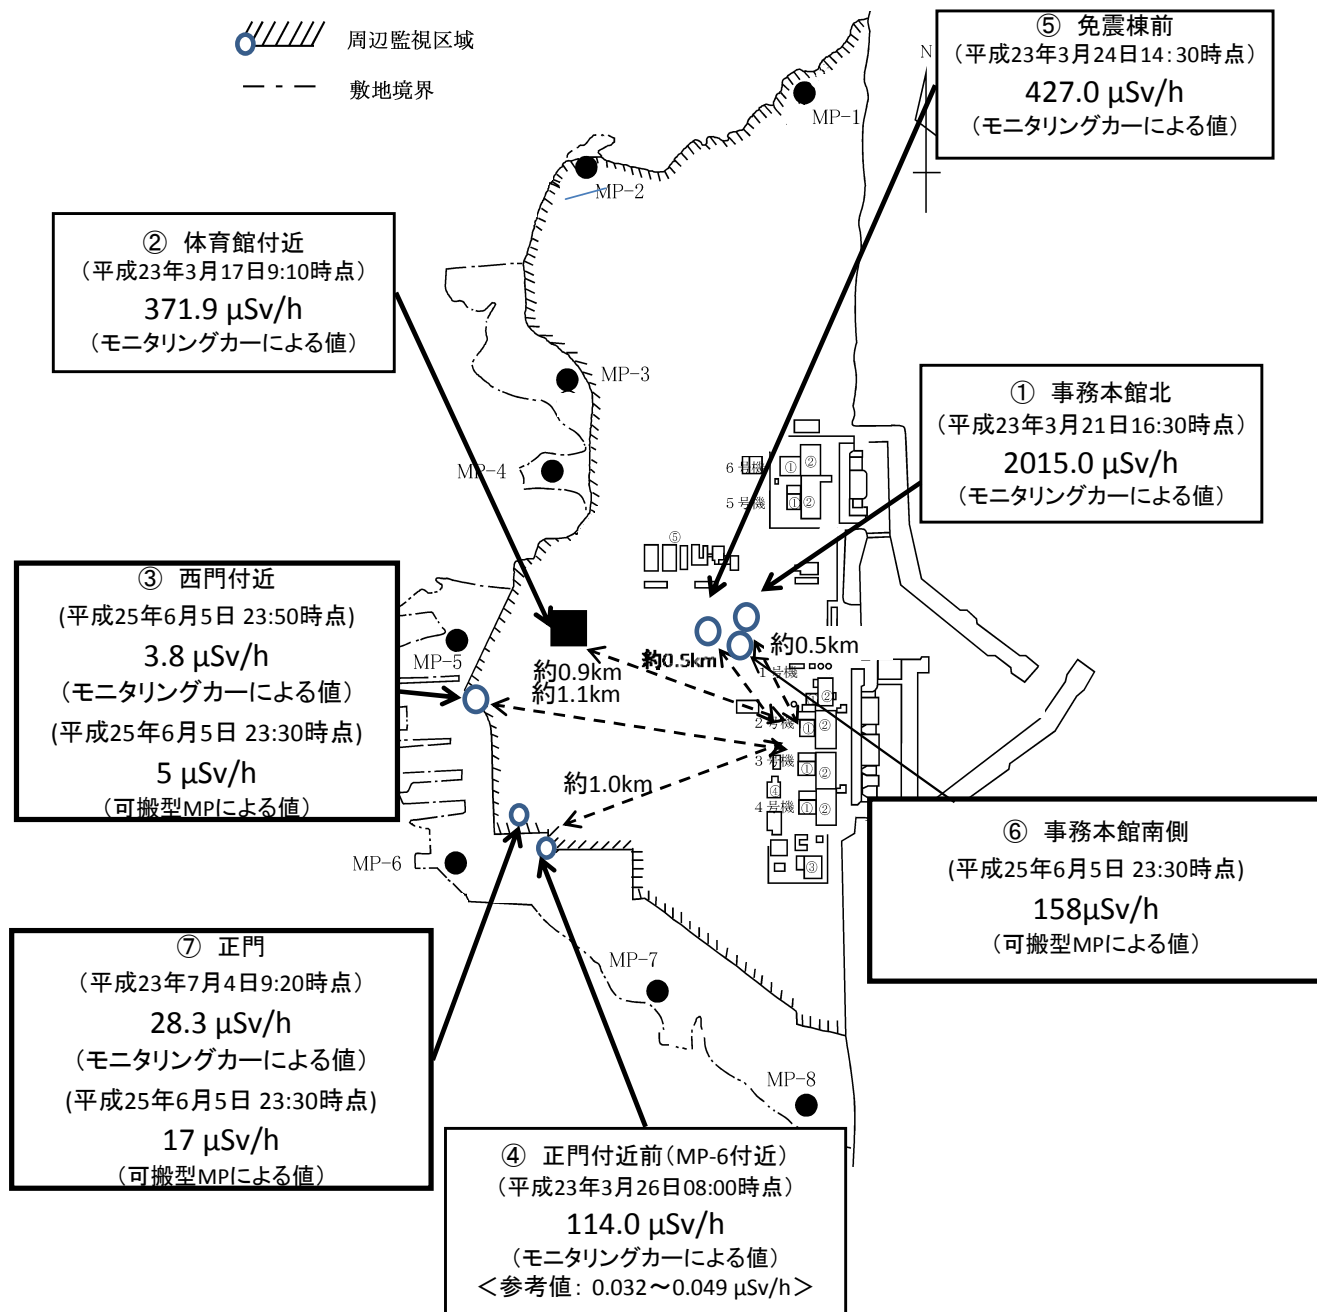 周辺監視区域
敷地境界
⑤ 免震棟前
(平成23年3月24日14:30時点)
427.0 μSv/h
(モニタリングカーによる値)
N
MP-1
MP-2
② 体育館付近
(平成23年3月17日9:10時点)
371.9 μSv/h
(モニタリングカーによる値)
MP-3
① 事務本館北
(平成23年3月21日16:30時点)
2015.0 μSv/h
(モニタリングカーによる値)
MP-4
6号機
① ②
5号機
① ②
⑤
③ 西門付近
(平成25年6月5日 23:50時点)
3.8 μSv/h
(モニタリングカーによる値)
(平成25年6月5日 23:30時点)
5 μSv/h
(可搬型MPによる値)
MP-5
約0.9km
約1.1km
約0.5km
約0.5km
1号機
②
2号機
① ②
3号機
① ②
約1.0km
④
4号機
① ②
③
MP-6
⑥ 事務本館南側
(平成25年6月5日 23:30時点)
158μSv/h
(可搬型MPによる値)
⑦ 正門
(平成23年7月4日9:20時点)
28.3 μSv/h
(モニタリングカーによる値)
(平成25年6月5日 23:30時点)
17 μSv/h
(可搬型MPによる値)
MP-7
MP-8
④ 正門付近前(MP-6付近)
(平成23年3月26日08:00時点)
114.0 μSv/h
(モニタリングカーによる値)
<参考値: 0.032～0.049 μSv/h>